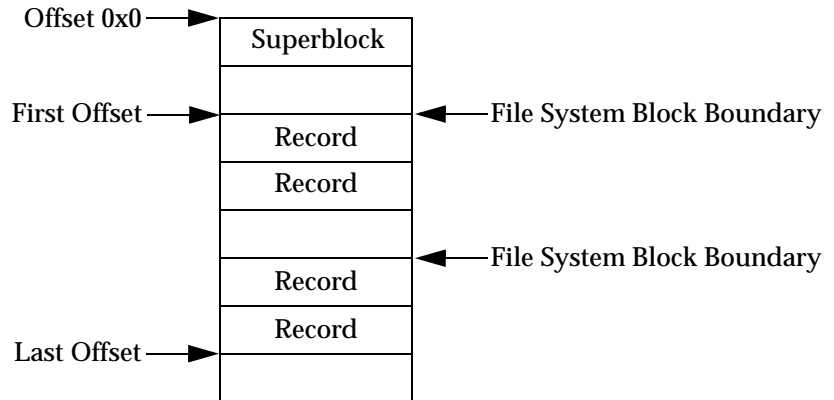 Offset 0x0
Superblock
First Offset
File System Block Boundary
Record
Record
File System Block Boundary
Record
Record
Last Offset